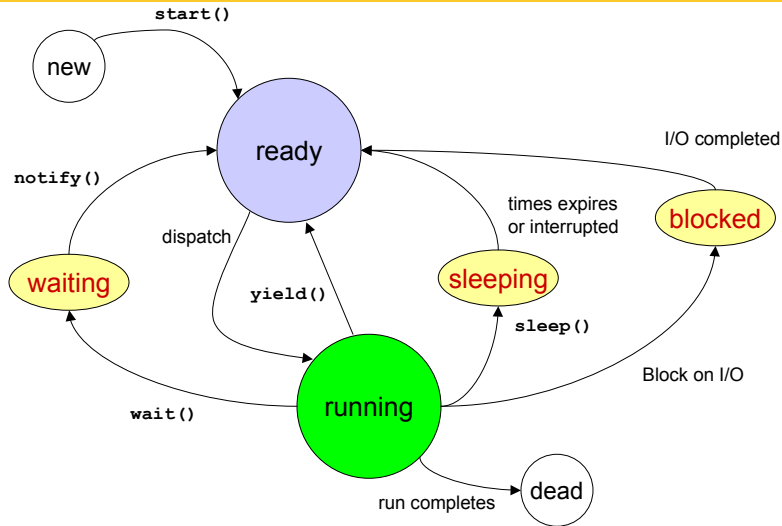 start()
new
I/O completed
ready
notify()
times expires
or interrupted
blocked
dispatch
waiting
sleeping
yield()
sleep()
Block on I/O
running
wait()
run completes
dead